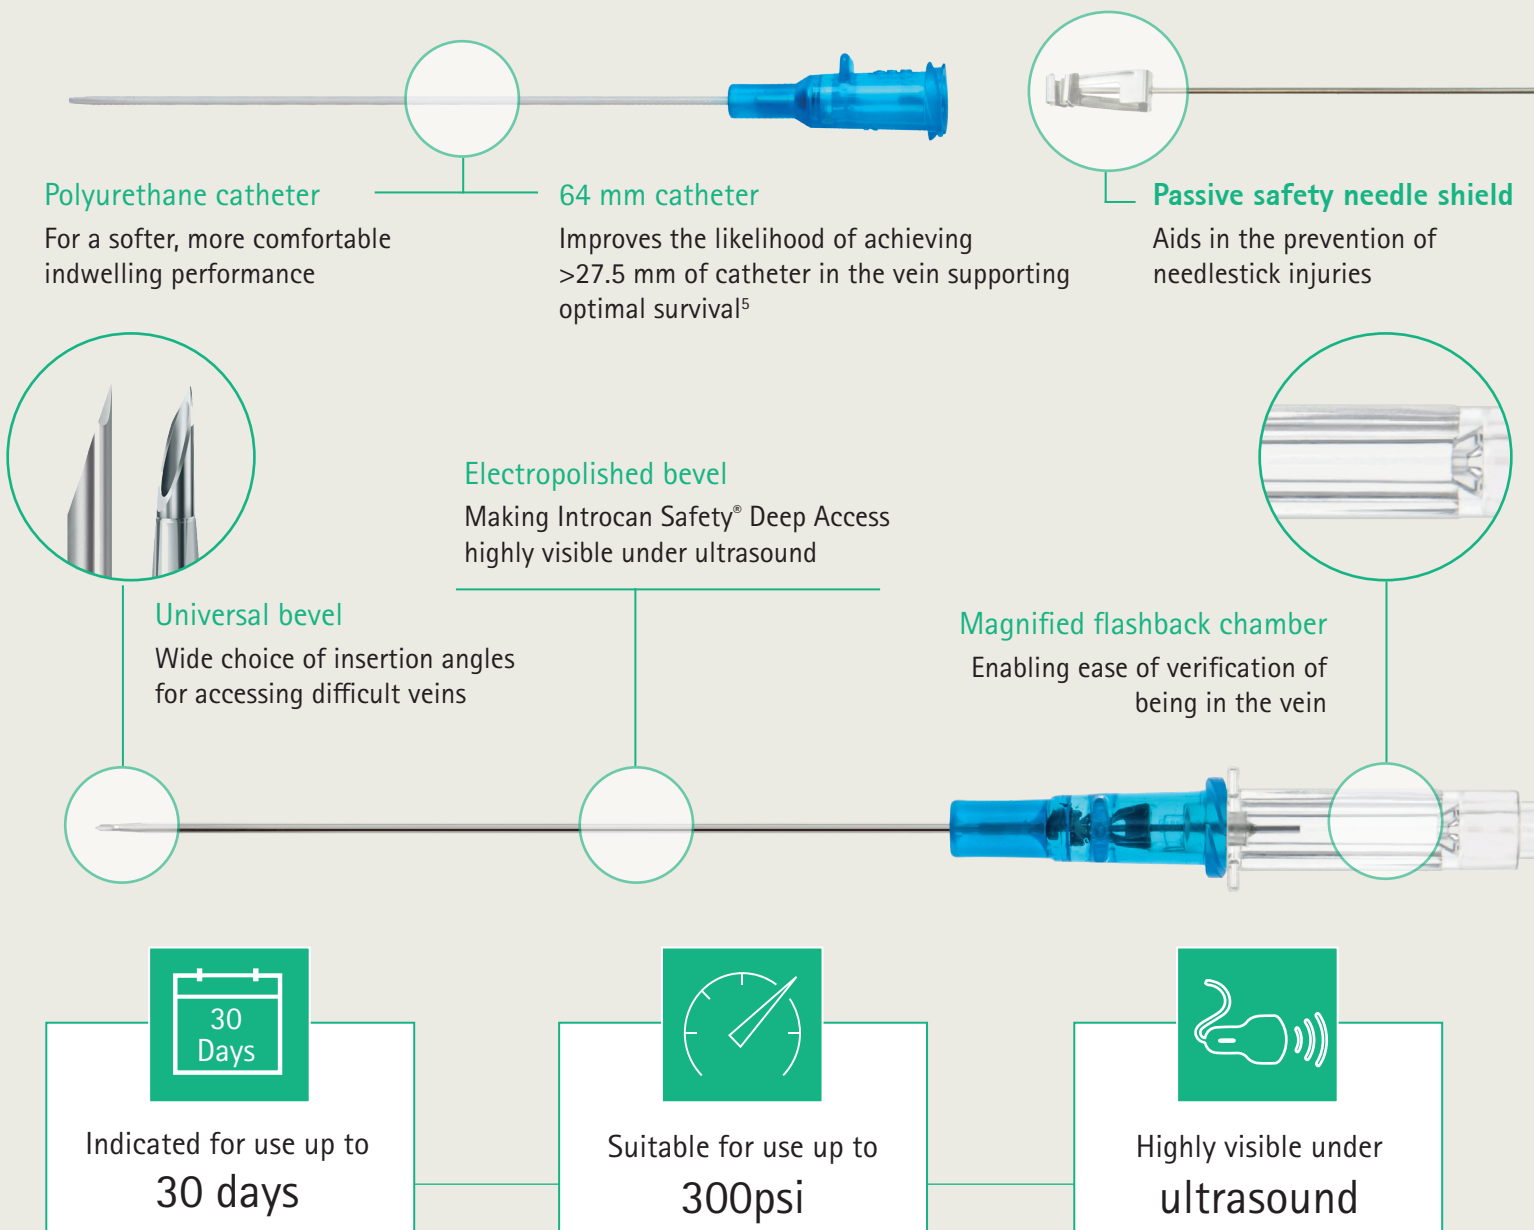 Polyurethane catheter
For a softer, more comfortable
indwelling performance
64 mm catheter
Improves the likelihood of achieving
>27.5 mm of catheter in the vein supporting
optimal survival⁵
Passive safety needle shield
Aids in the prevention of
needlestick injuries
Electropolished bevel
Making Introcan Safety® Deep Access
highly visible under ultrasound
Universal bevel
Wide choice of insertion angles
for accessing difficult veins
Magnified flashback chamber
Enabling ease of verification of
being in the vein
30
Days
Indicated for use up to
30 days
Suitable for use up to
300psi
Highly visible under
ultrasound